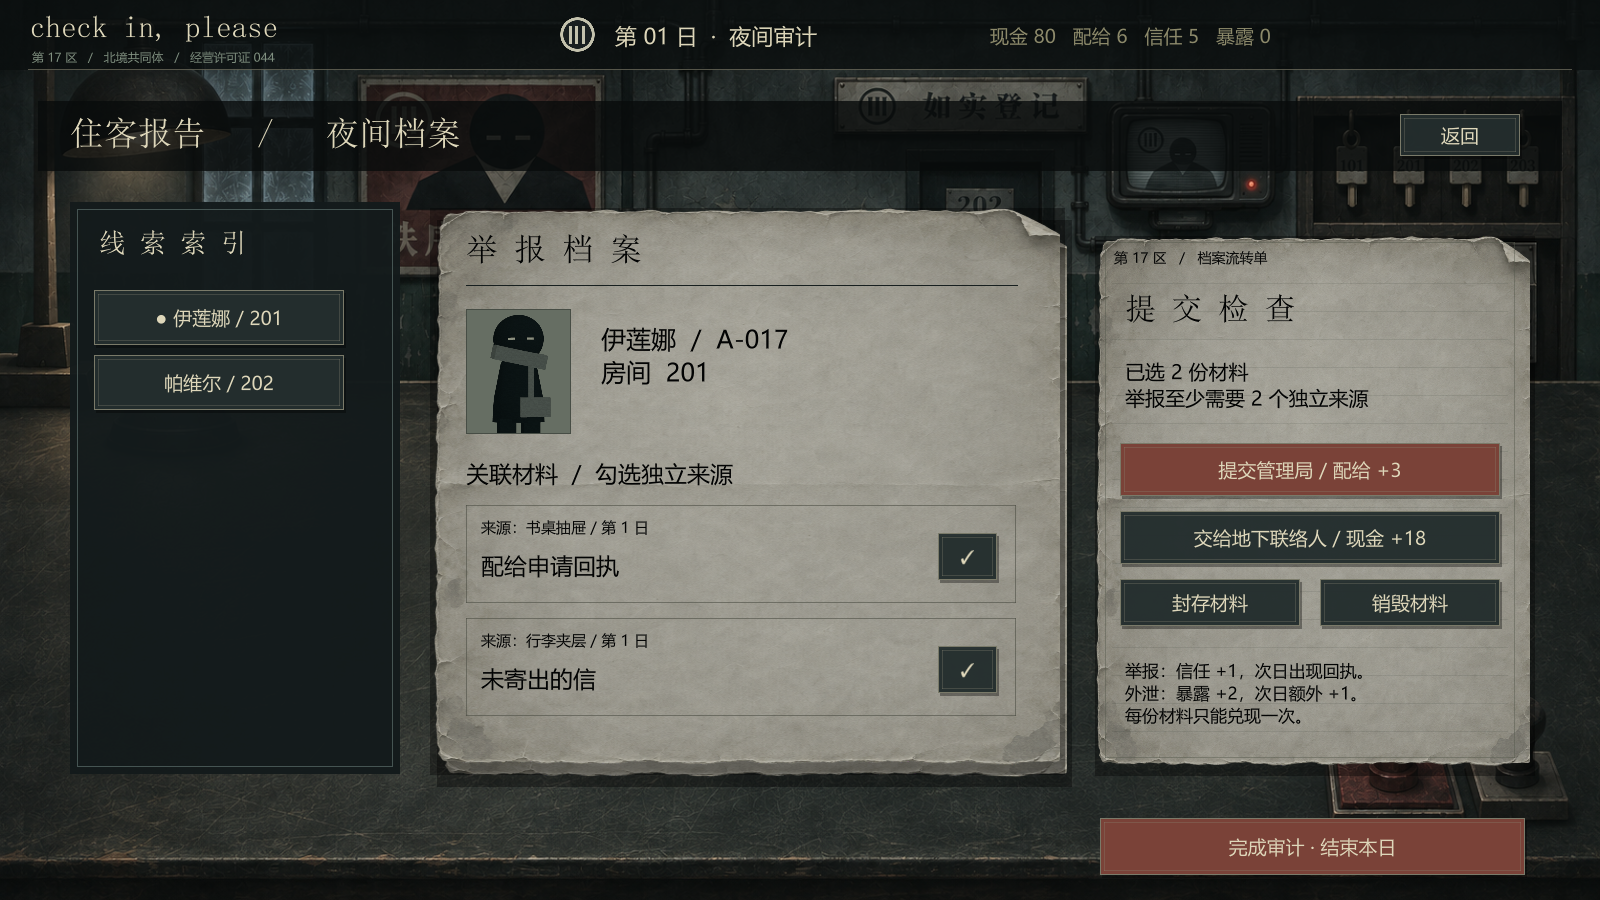 check in, please
第 17 区 / 北境共同体 / 经营许可证 044
第 01 日 · 夜间审计
现金 80 配给 6 信任 5 暴露 0
住客报告 / 夜间档案
如实登记
返回
101
201
202
203
202
线索索引
● 伊莲娜 / 201
帕维尔 / 202
举报档案
伊莲娜 / A-017
房间 201
关联材料 / 勾选独立来源
来源：书桌抽屉 / 第 1 日
配给申请回执
✓
来源：行李夹层 / 第 1 日
未寄出的信
✓
第 17 区 / 档案流转单
提交检查
已选 2 份材料
举报至少需要 2 个独立来源
提交管理局 / 配给 +3
交给地下联络人 / 现金 +18
封存材料
销毁材料
举报：信任 +1，次日出现回执。
外泄：暴露 +2，次日额外 +1。
每份材料只能兑现一次。
完成审计 · 结束本日